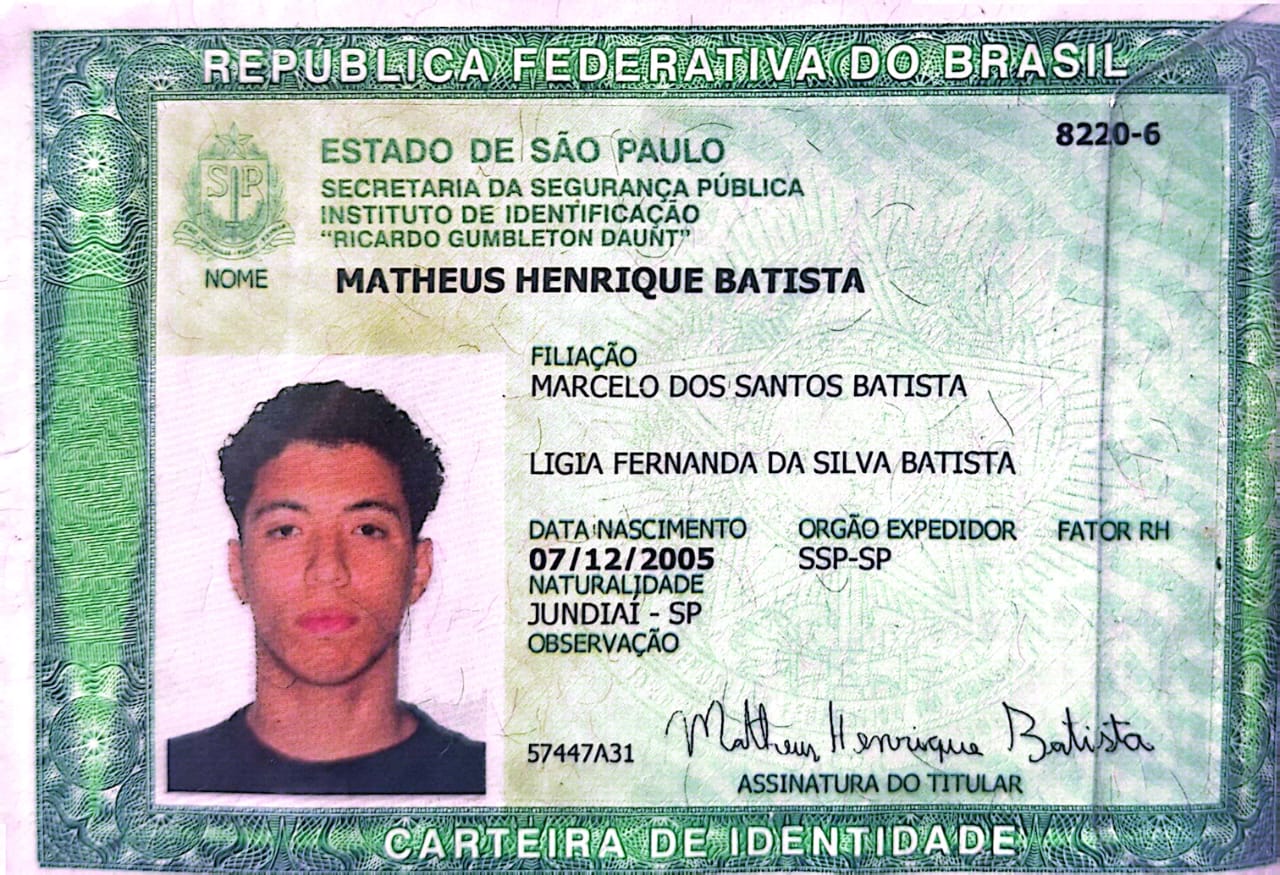 REPÚBLICA FEDERATIVA DO BRASIL
8220-6
SP
ESTADO DE SÃO PAULO
SECRETARIA DA SEGURANÇA PÚBLICA
INSTITUTO DE IDENTIFICAÇÃO
“RICARDO GUMBLETON DAUNT”
NOME MATHEUS HENRIQUE BATISTA
FILIAÇÃO
MARCELO DOS SANTOS BATISTA
LIGIA FERNANDA DA SILVA BATISTA
DATA NASCIMENTO ORGÃO EXPEDIDOR FATOR RH
07/12/2005 SSP-SP
NATURALIDADE
JUNDIAÍ - SP
OBSERVAÇÃO
Matheus Henrique Batista
57447A31
ASSINATURA DO TITULAR
CARTEIRA DE IDENTIDADE